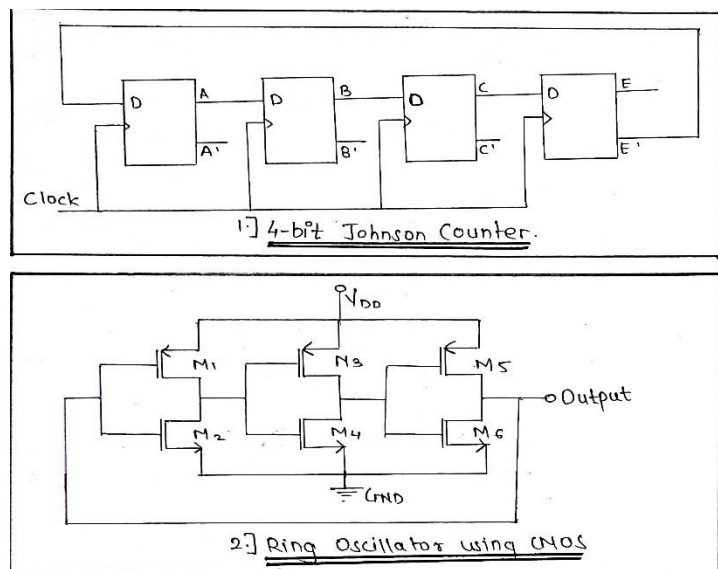 A B C E
D D D D
A' B' C' E'
Clock
1.] 4-bit Johnson Counter.
VDD
M1 M3 M5
Output
M2 M4 M6
GND
2.] Ring Oscillator using CMOS